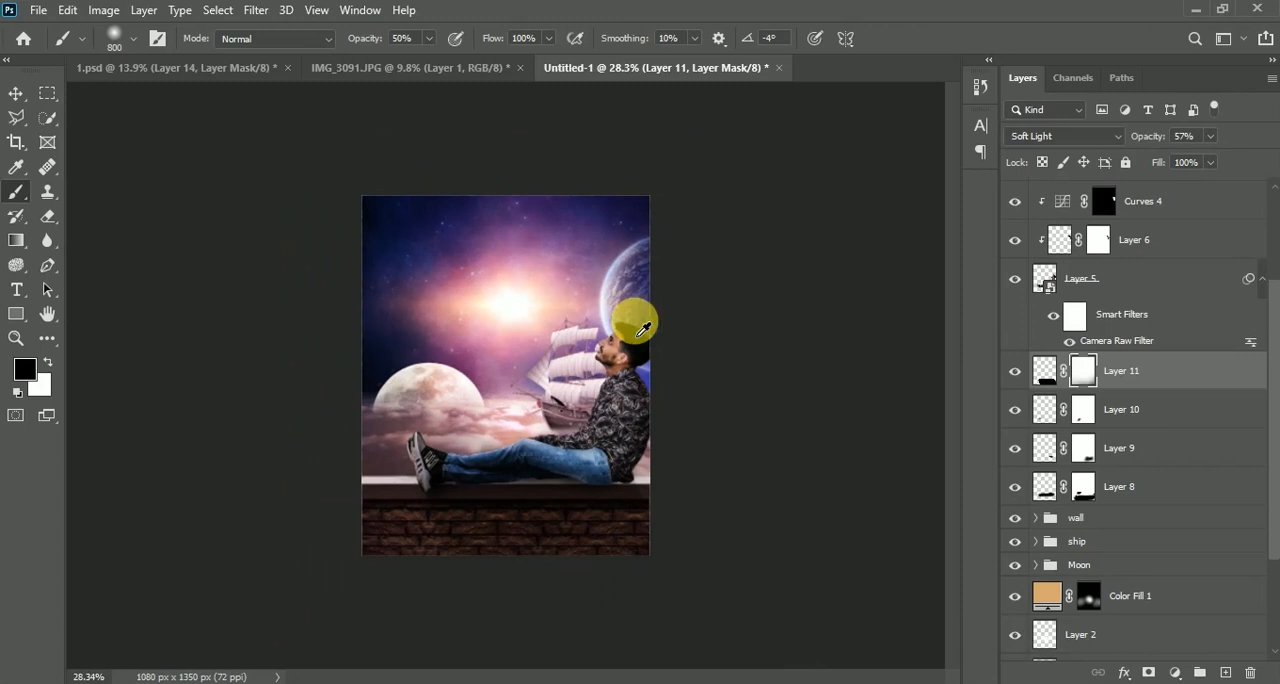 Ps File Edit Image Layer Type Select Filter 3D View Window Help
800 Mode: Normal Opacity: 50% Flow: 100% Smoothing: 10% -4°
1.psd @ 13.9% (Layer 14, Layer Mask/8) * × IMG_3091.JPG @ 9.8% (Layer 1, RGB/8) * × Untitled-1 @ 28.3% (Layer 11, Layer Mask/8) * ×
Layers Channels Paths
Kind
Soft Light Opacity: 57%
Lock: Fill: 100%
Curves 4
Layer 6
Layer 5
Smart Filters
Camera Raw Filter
Layer 11
Layer 10
Layer 9
Layer 8
wall
ship
Moon
Color Fill 1
Layer 2
28.34% 1080 px x 1350 px (72 ppi)